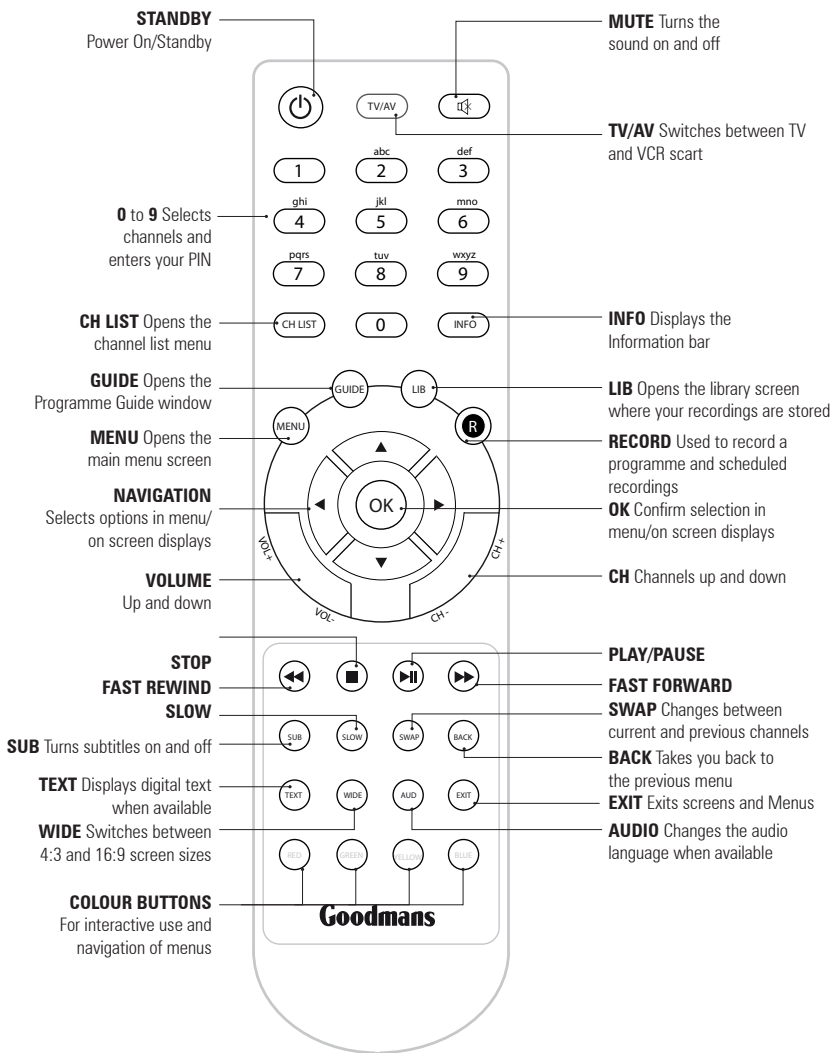 STANDBY
Power On/Standby
MUTE Turns the
sound on and off
TV/AV
TV/AV Switches between TV
and VCR scart
abc
def
1
2
3
ghi
jkl
mno
4
5
6
0 to 9 Selects
channels and
enters your PIN
pqrs
tuv
wxyz
7
8
9
CH LIST Opens the
channel list menu
CH LIST
0
INFO
INFO Displays the
Information bar
GUIDE Opens the
Programme Guide window
GUIDE
LIB
LIB Opens the library screen
where your recordings are stored
MENU Opens the
main menu screen
MENU
R
RECORD Used to record a
programme and scheduled
recordings
NAVIGATION
Selects options in menu/
on screen displays
OK
OK Confirm selection in
menu/on screen displays
VOL+
CH +
VOLUME
Up and down
VOL-
CH -
CH Channels up and down
STOP
FAST REWIND
SLOW
PLAY/PAUSE
FAST FORWARD
SWAP Changes between
current and previous channels
SUB Turns subtitles on and off
SUB
SLOW
SWAP
BACK
BACK Takes you back to
the previous menu
TEXT Displays digital text
when available
TEXT
WIDE
AUD
EXIT
EXIT Exits screens and Menus
WIDE Switches between
4:3 and 16:9 screen sizes
AUDIO Changes the audio
language when available
RED
GREEN
YELLOW
BLUE
COLOUR BUTTONS
For interactive use and
navigation of menus
Goodmans